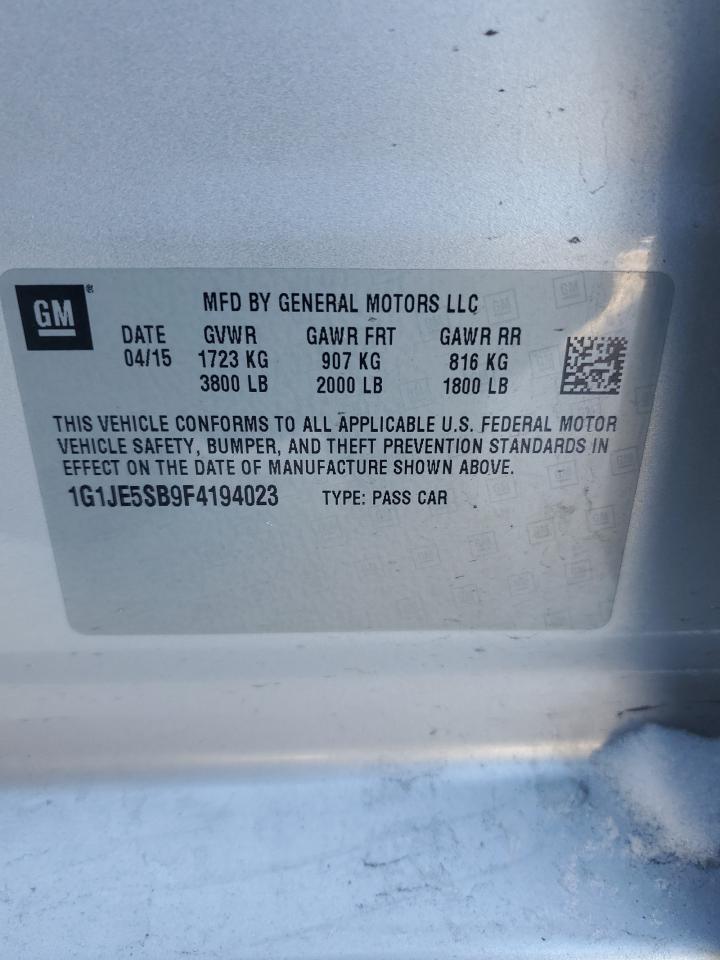 GM®
MFD BY GENERAL MOTORS LLC
DATE GVWR GAWR FRT GAWR RR
04/15 1723 KG 907 KG 816 KG
3800 LB 2000 LB 1800 LB
THIS VEHICLE CONFORMS TO ALL APPLICABLE U.S. FEDERAL MOTOR
VEHICLE SAFETY, BUMPER, AND THEFT PREVENTION STANDARDS IN
EFFECT ON THE DATE OF MANUFACTURE SHOWN ABOVE.
1G1JE5SB9F4194023 TYPE: PASS CAR